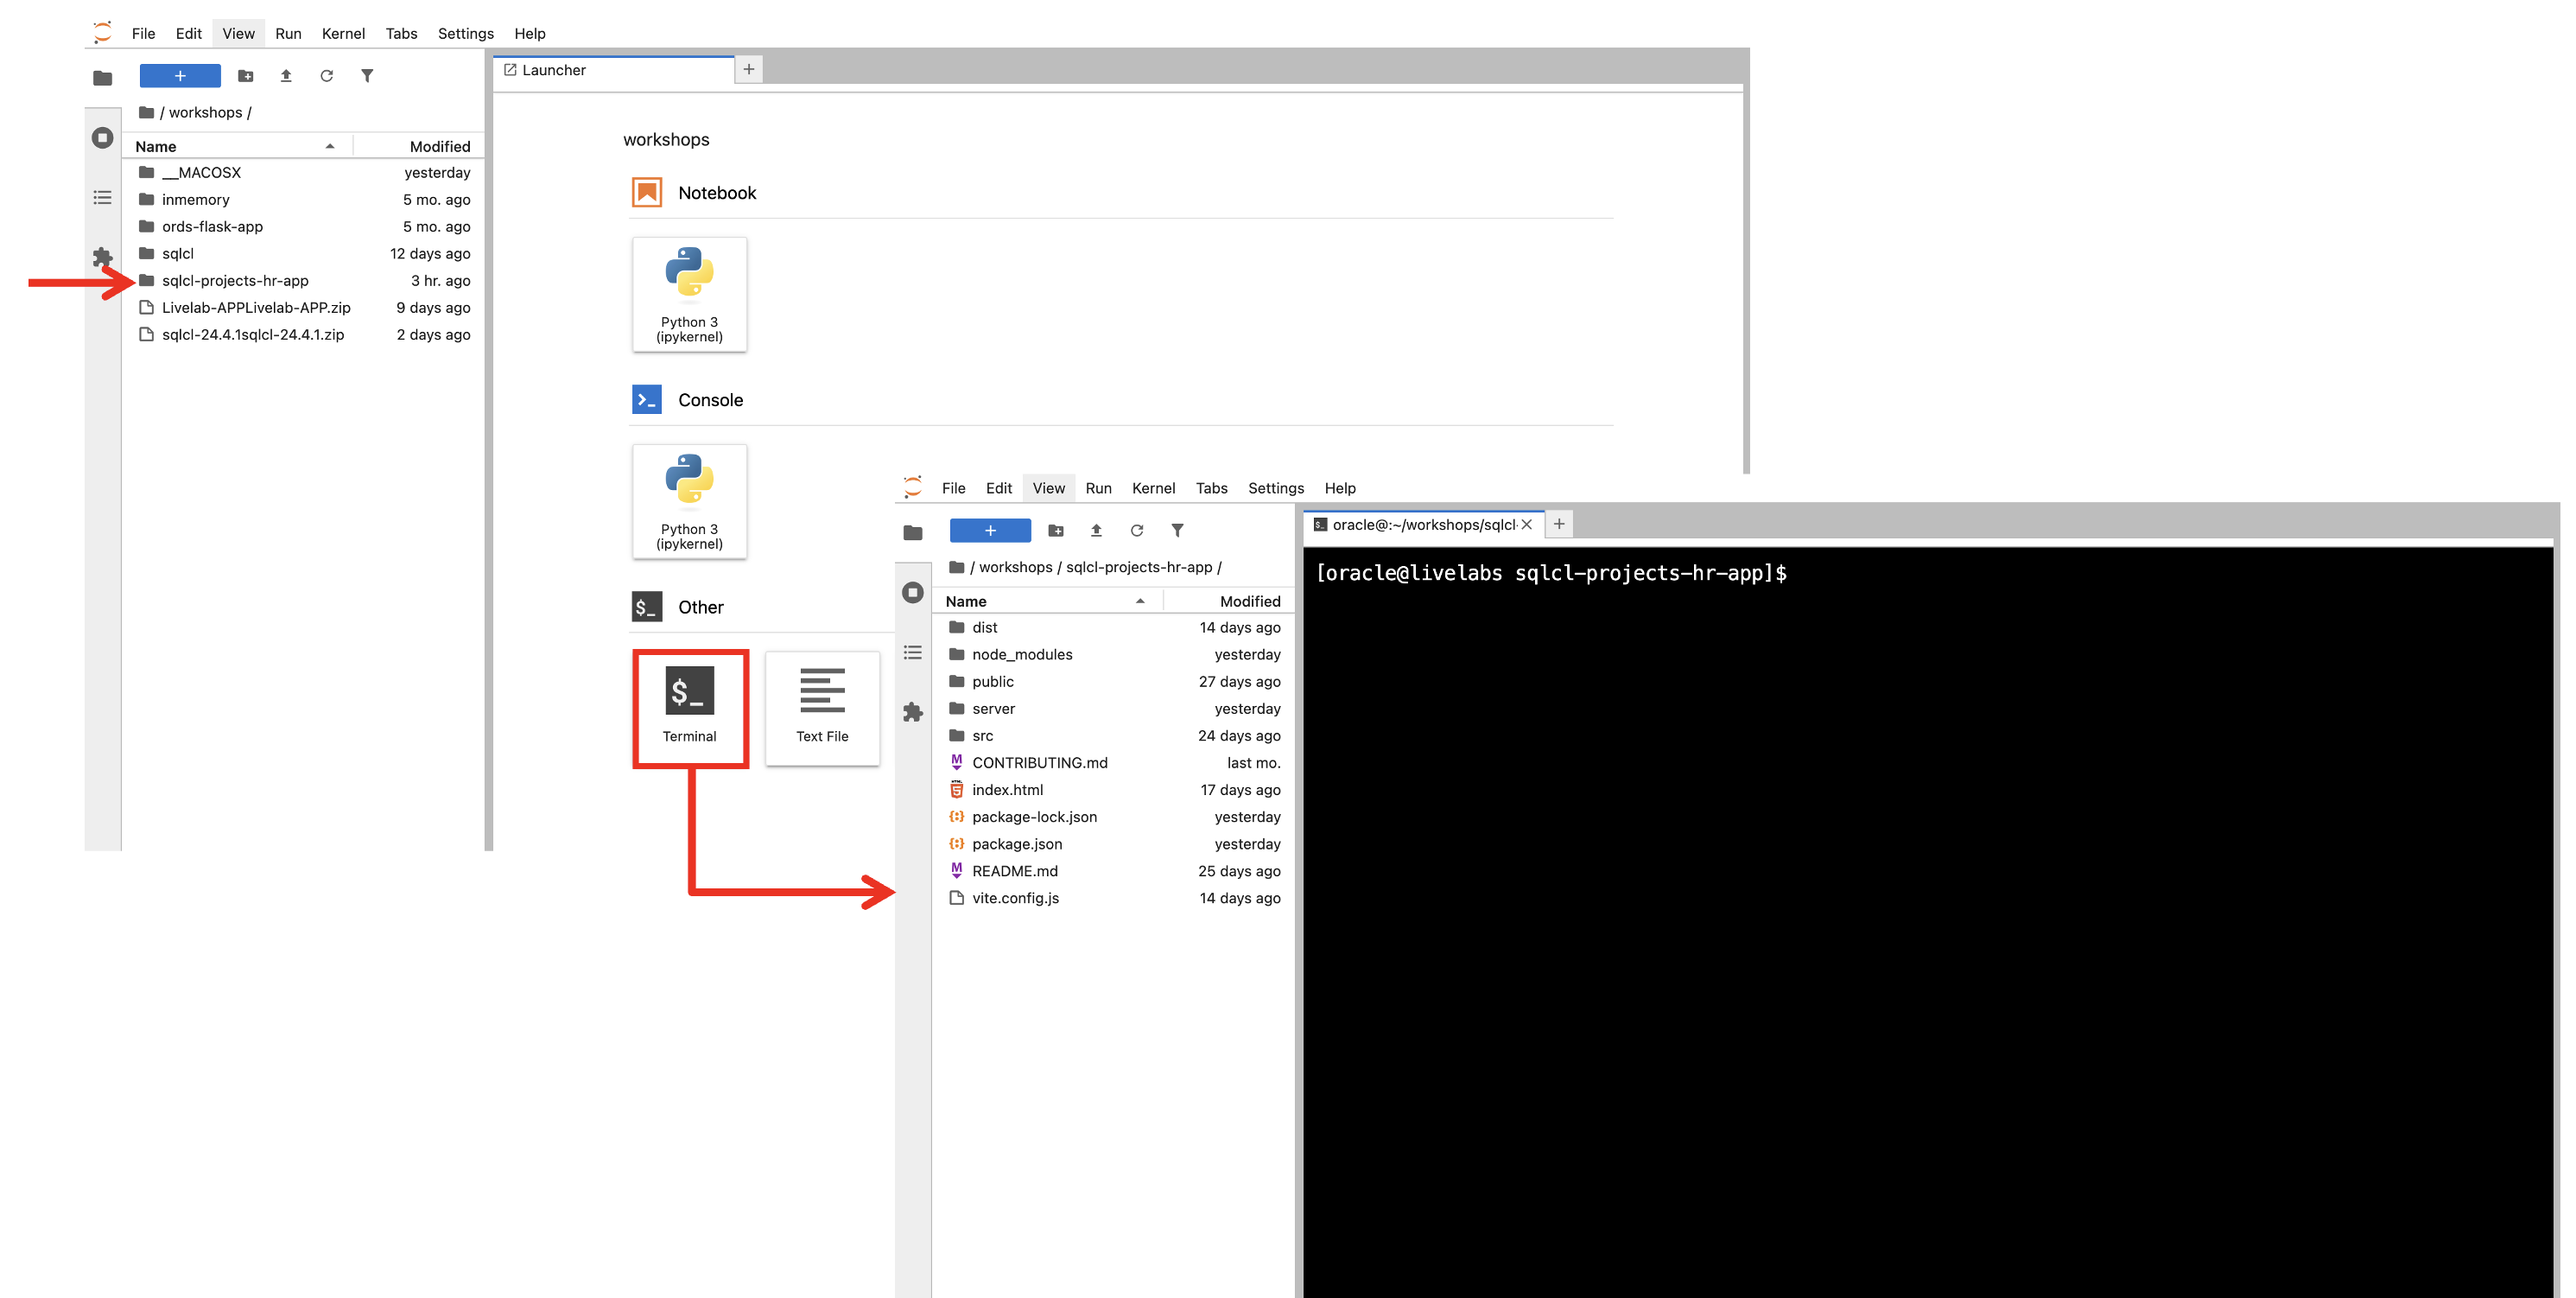 File Edit View Run Kernel Tabs Settings Help
+
/ workshops /
Name Modified
__MACOSX yesterday
inmemory 5 mo. ago
ords-flask-app 5 mo. ago
sqlcl 12 days ago
sqlcl-projects-hr-app 3 hr. ago
Livelab-APPLivelab-APP.zip 9 days ago
sqlcl-24.4.1sqlcl-24.4.1.zip 2 days ago
Launcher +
workshops
Notebook
Python 3
(ipykernel)
>_ Console
Python 3
(ipykernel)
$_ Other
$_
Terminal
Text File
File Edit View Run Kernel Tabs Settings Help
+
/ workshops / sqlcl-projects-hr-app /
Name Modified
dist 14 days ago
node_modules yesterday
public 27 days ago
server yesterday
src 24 days ago
CONTRIBUTING.md last mo.
index.html 17 days ago
package-lock.json yesterday
package.json yesterday
README.md 25 days ago
vite.config.js 14 days ago
oracle@:~/workshops/sqlcl- +
[oracle@livelabs sqlcl-projects-hr-app]$